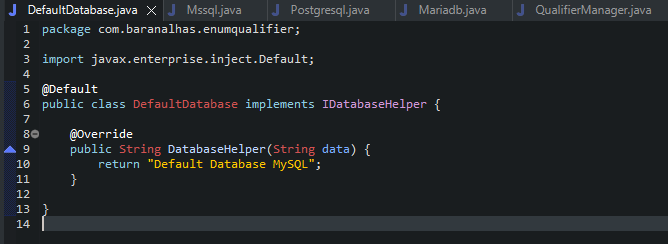 DefaultDatabase.java Mssql.java Postgresql.java Mariadb.java QualifierManager.java
1 package com.baranalhas.enumqualifier;
2
3 import javax.enterprise.inject.Default;
4
5 @Default
6 public class DefaultDatabase implements IDatabaseHelper {
7
8 @Override
9 public String DatabaseHelper(String data) {
10 return "Default Database MySQL";
11 }
12
13 }
14